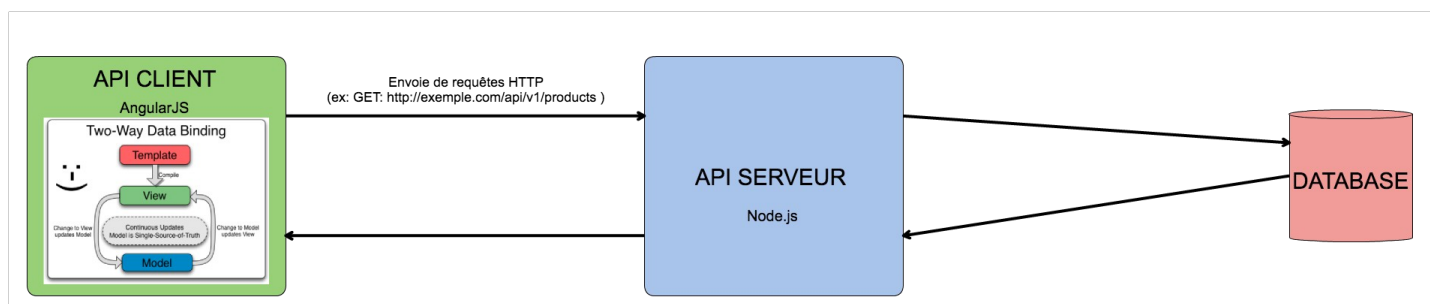 API CLIENT
AngularJS
Two-Way Data Binding
Template
Compile
View
Change to View
updates Model
Continuous Updates
Model is Single-Source-of-Truth
Change to Model
updates View
Model
Envoie de requêtes HTTP
(ex: GET: http://exemple.com/api/v1/products )
API SERVEUR
Node.js
DATABASE